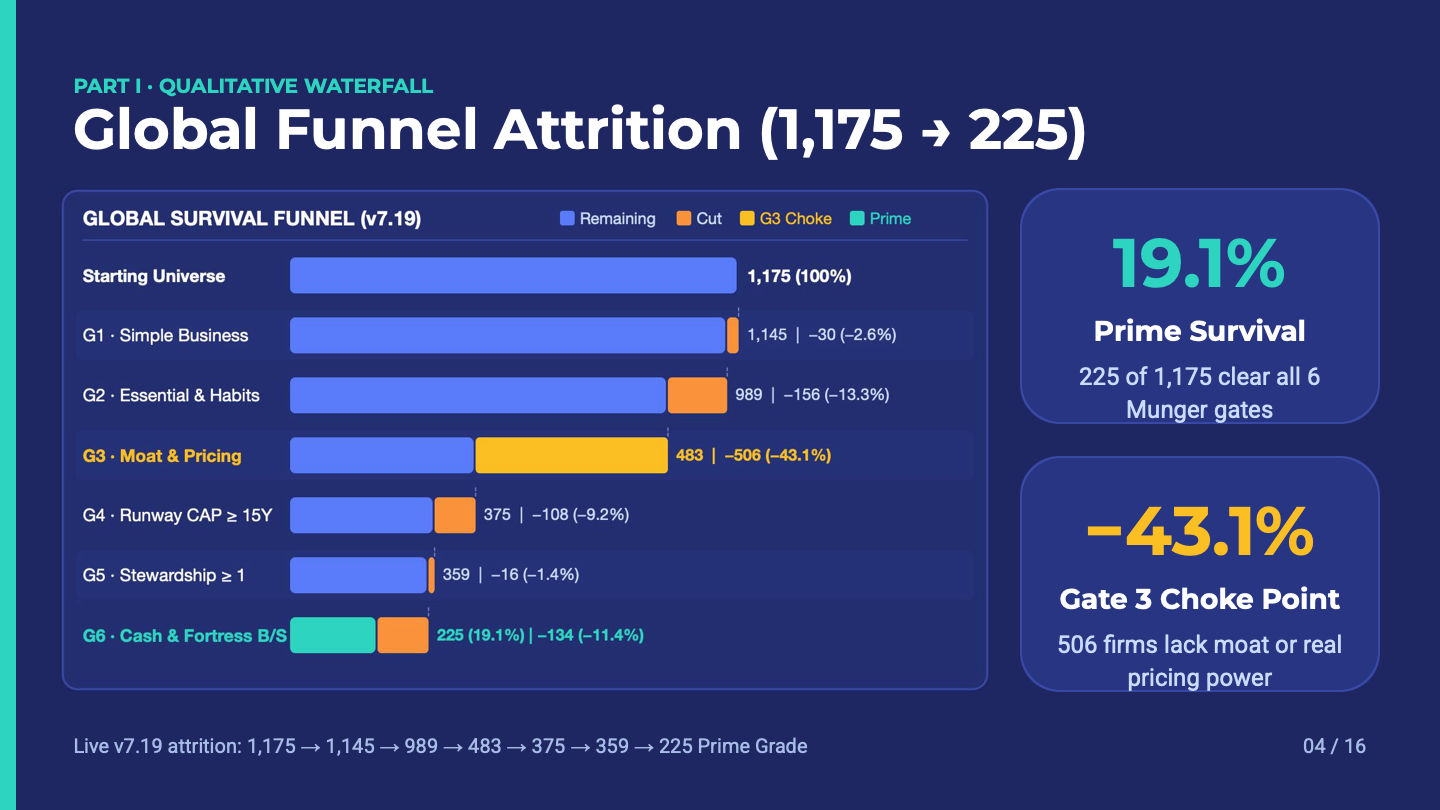 PART I · QUALITATIVE WATERFALL
Global Funnel Attrition (1,175 → 225)
GLOBAL SURVIVAL FUNNEL (v7.19)
Remaining
Cut
G3 Choke
Prime
Starting Universe
1,175 (100%)
G1 · Simple Business
1,145 | −30 (−2.6%)
G2 · Essential & Habits
989 | −156 (−13.3%)
G3 · Moat & Pricing
483 | −506 (−43.1%)
G4 · Runway CAP ≥ 15Y
375 | −108 (−9.2%)
G5 · Stewardship ≥ 1
359 | −16 (−1.4%)
G6 · Cash & Fortress B/S
225 (19.1%) | −134 (−11.4%)
19.1%
Prime Survival
225 of 1,175 clear all 6
Munger gates
−43.1%
Gate 3 Choke Point
506 firms lack moat or real
pricing power
Live v7.19 attrition: 1,175 → 1,145 → 989 → 483 → 375 → 359 → 225 Prime Grade
04 / 16